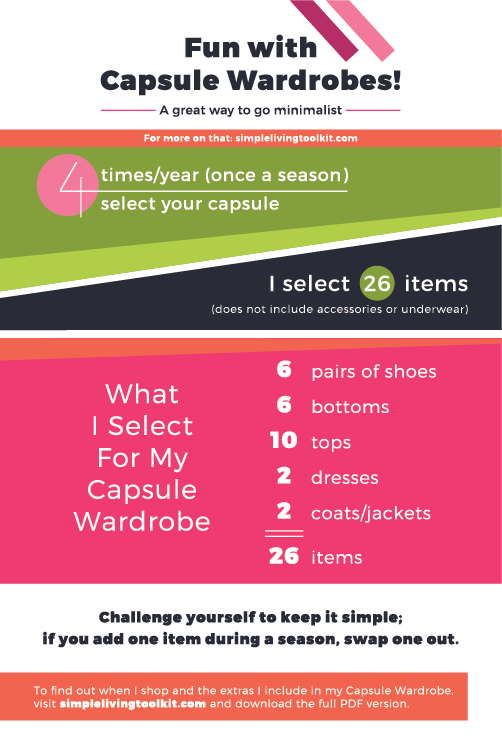 Fun with
Capsule Wardrobes!
A great way to go minimalist
For more on that: simplelivingtoolkit.com
4 times/year (once a season)
select your capsule
I select 26 items
(does not include accessories or underwear)
What
I Select
For My
Capsule
Wardrobe
6 pairs of shoes
6 bottoms
10 tops
2 dresses
2 coats/jackets
26 items
Challenge yourself to keep it simple;
if you add one item during a season, swap one out.
To find out when I shop and the extras I include in my Capsule Wardrobe,
visit simplelivingtoolkit.com and download the full PDF version.